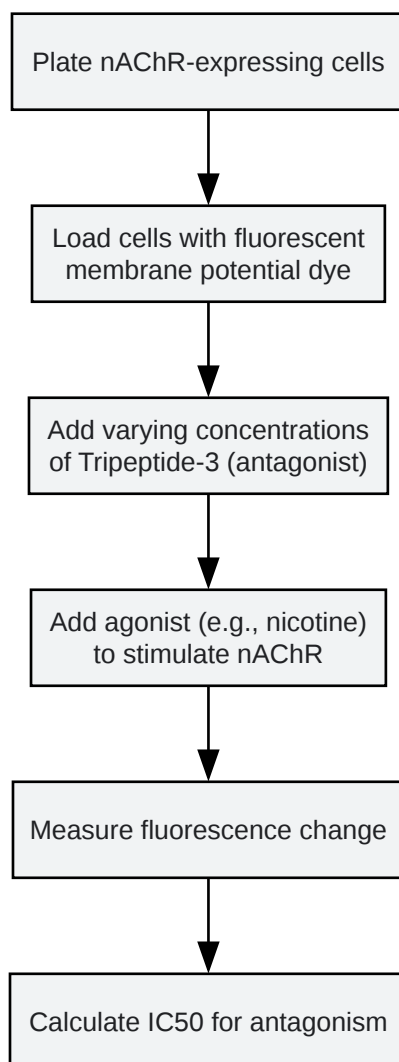 Plate nAChR-expressing cells
Load cells with fluorescent
membrane potential dye
Add varying concentrations
of Tripeptide-3 (antagonist)
Add agonist (e.g., nicotine)
to stimulate nAChR
Measure fluorescence change
Calculate IC50 for antagonism